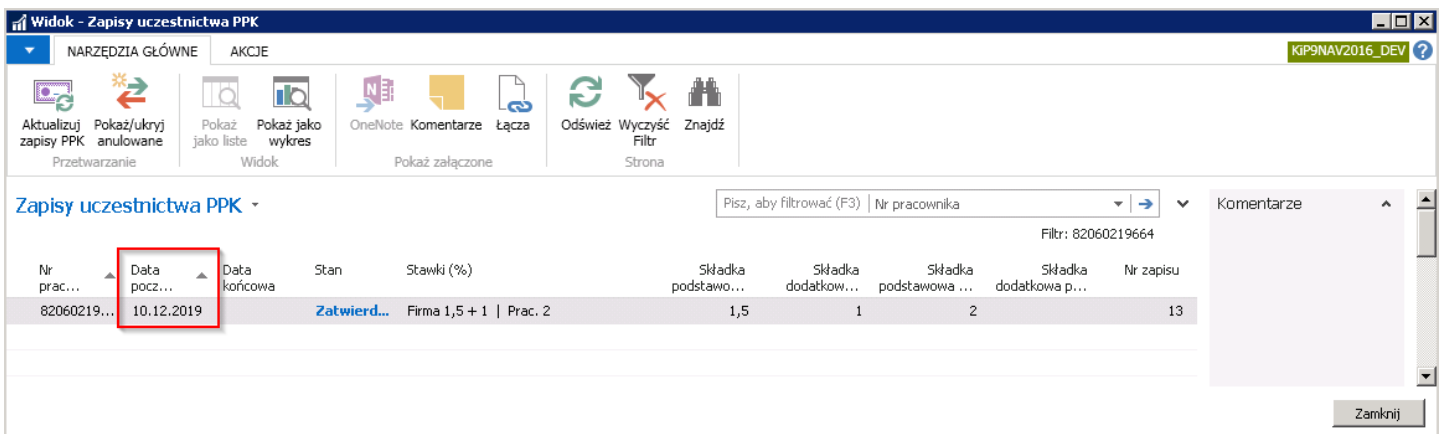 Widok - Zapisy uczestnictwa PPK
NARZĘDZIA GŁÓWNE AKCJE KiP9NAV2016_DEV
Aktualizuj zapisy PPK
Pokaż/ukryj anulowane
Pokaż jako liste
Pokaż jako wykres
OneNote
Komentarze
Łącza
Odśwież
Wyczyść Filtr
Znajdź
Przetwarzanie Widok Pokaż załączone Strona
Zapisy uczestnictwa PPK
Pisz, aby filtrować (F3) Nr pracownika
Komentarze
Filtr: 82060219664
Nr prac...
Data pocz...
Data końcowa
Stan
Stawki (%)
Składka podstawo...
Składka dodatkow...
Składka podstawowa ...
Składka dodatkowa p...
Nr zapisu
82060219... 10.12.2019 Zatwierd... Firma 1,5 + 1 | Prac. 2 1,5 1 2 13
Zamknij